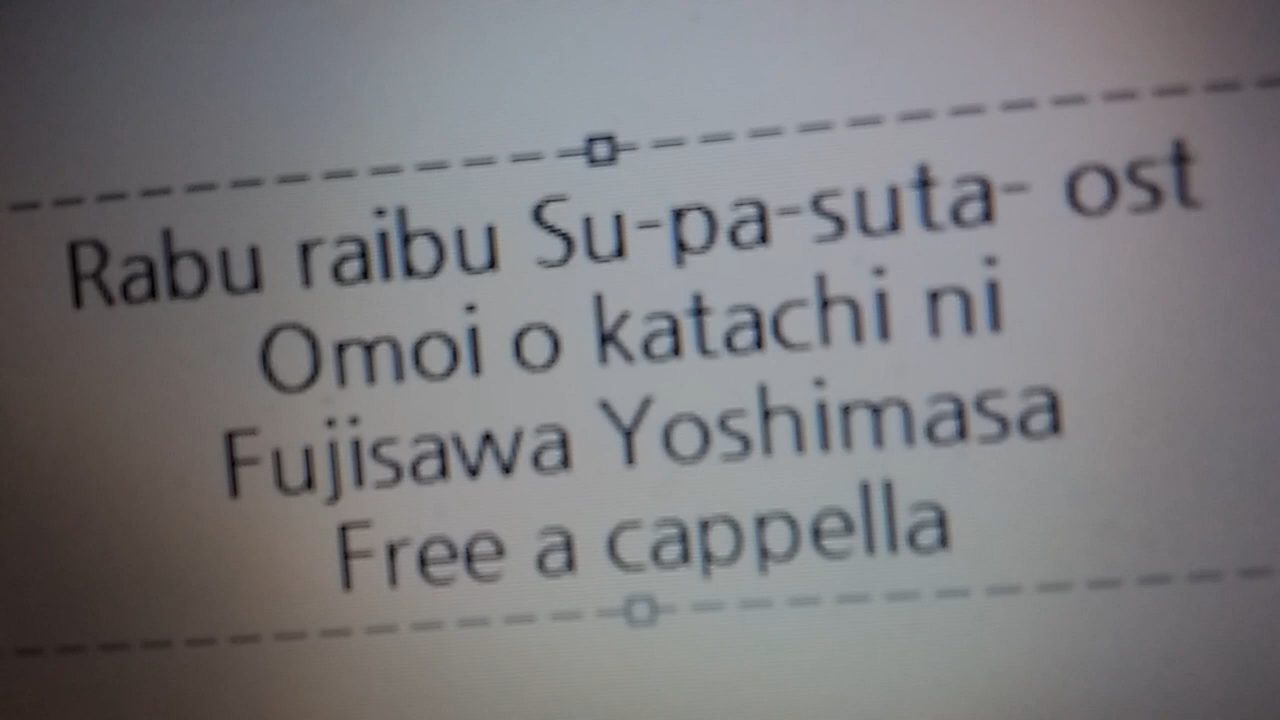 Rabu raibu Su-pa-suta- ost
Omoi o katachi ni
Fujisawa Yoshimasa
Free a cappella